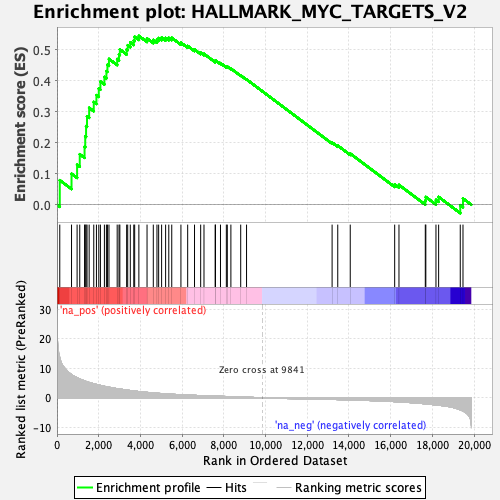 Enrichment plot: HALLMARK_MYC_TARGETS_V2
Enrichment score (ES)
0.5
0.4
0.3
0.2
0.1
0.0
'na_pos' (positively correlated)
Ranked list metric (PreRanked)
30
20
10
0
-10
Zero cross at 9841
'na_neg' (negatively correlated)
0 2,000 4,000 6,000 8,000 10,000 12,000 14,000 16,000 18,000 20,000
Rank in Ordered Dataset
Enrichment profile Hits Ranking metric scores